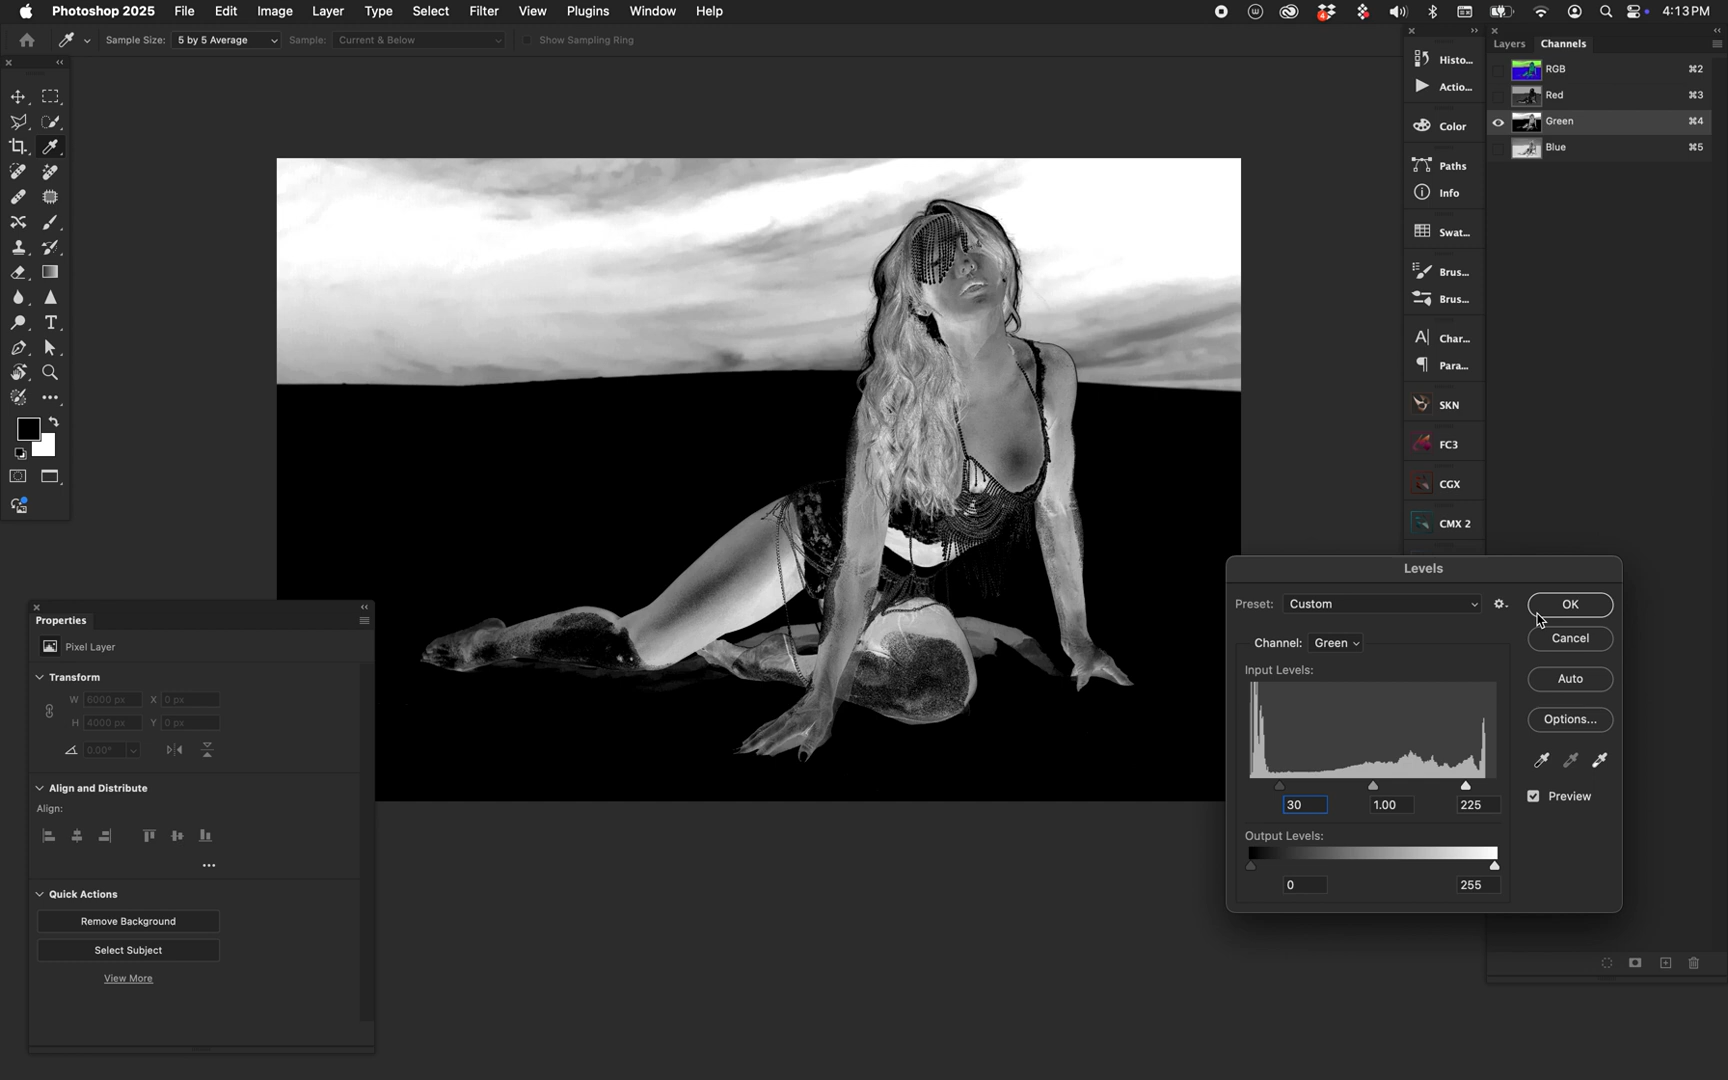 Photoshop 2025 File Edit Image Layer Type Select Filter View Plugins Window Help 4:13 PM
Sample Size: 5 by 5 Average Sample: Current & Below Show Sampling Ring
Histo...
Actio...
Color
Paths
Info
Swat...
Brus...
Brus...
Char...
Para...
SKN
FC3
CGX
CMX 2
Layers Channels
RGB ⌘2
Red ⌘3
Green ⌘4
Blue ⌘5
Properties
Pixel Layer
Transform
W 6000 px X 0 px
H 4000 px Y 0 px
0.00°
Align and Distribute
Align:
Quick Actions
Remove Background
Select Subject
View More
Levels
Preset: Custom
OK
Channel: Green
Cancel
Input Levels:
Auto
Options...
30 1.00 225
Preview
Output Levels:
0 255